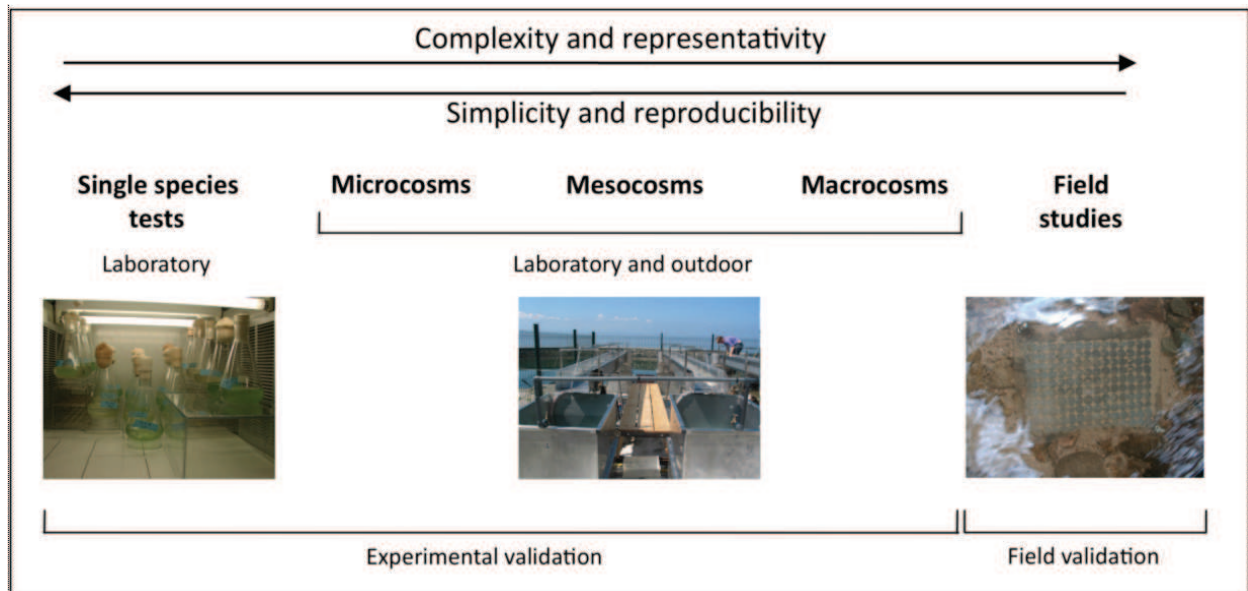 Complexity and representativity
Simplicity and reproducibility
Single species
tests
Microcosms
Mesocosms
Macrocosms
Field
studies
Laboratory
Laboratory and outdoor
Experimental validation
Field validation